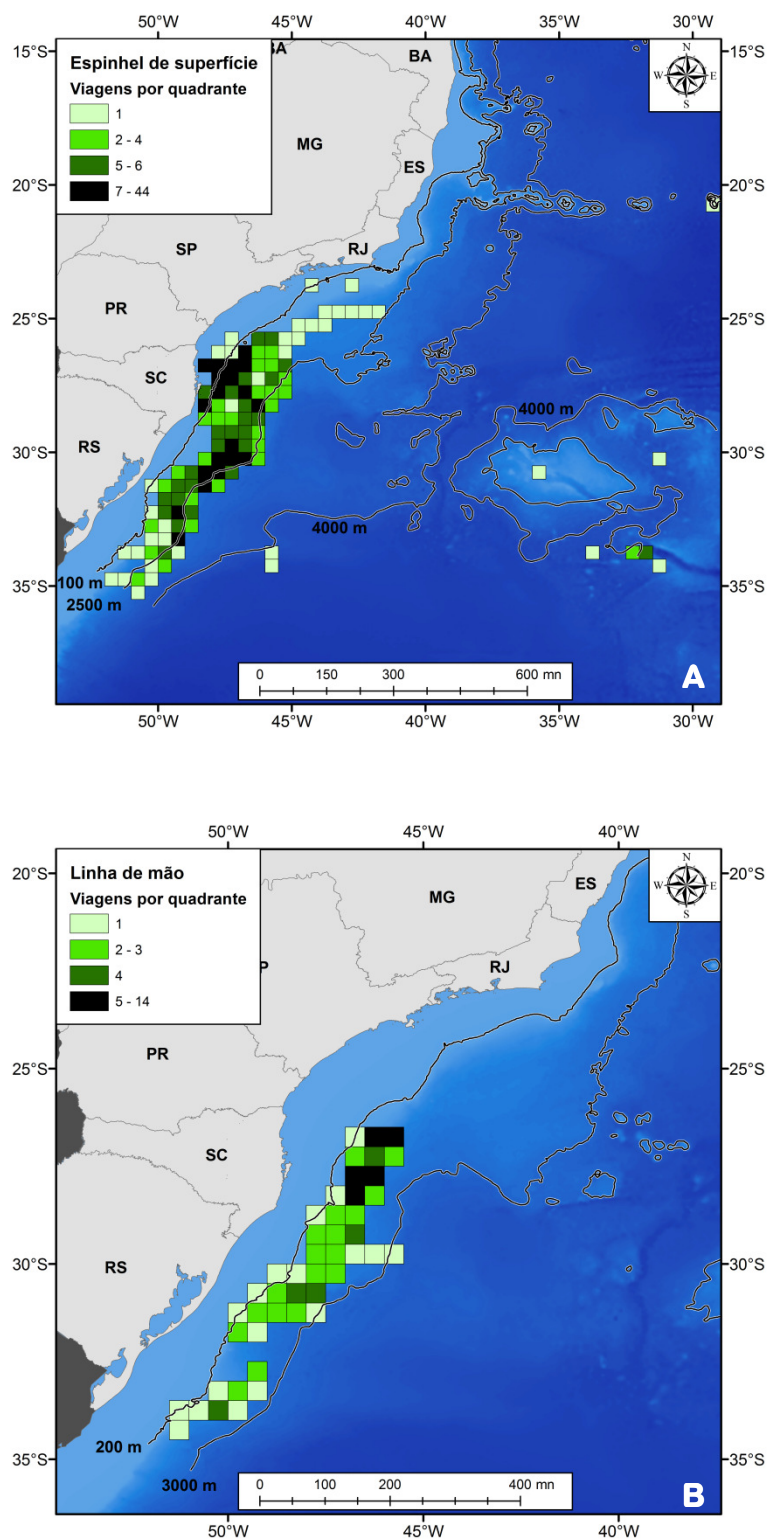 50°W 45°W 40°W 35°W 30°W
15°S 15°S
Espinhel de superfície
Viagens por quadrante
1
2 - 4
5 - 6
7 - 44
BA
BA
N
W E
S
MG
ES
20°S 20°S
SP
RJ
PR
25°S 25°S
SC
4000 m
RS
30°S 30°S
4000 m
100 m
2500 m
35°S 35°S
0 150 300 600 mn
A
50°W 45°W 40°W 35°W 30°W
50°W 45°W 40°W
20°S 20°S
Linha de mão
Viagens por quadrante
1
2 - 3
4
5 - 14
MG
ES
N
W E
S
P
RJ
PR
25°S 25°S
SC
RS
30°S 30°S
200 m
3000 m
35°S 35°S
0 100 200 400 mn
B
50°W 45°W 40°W